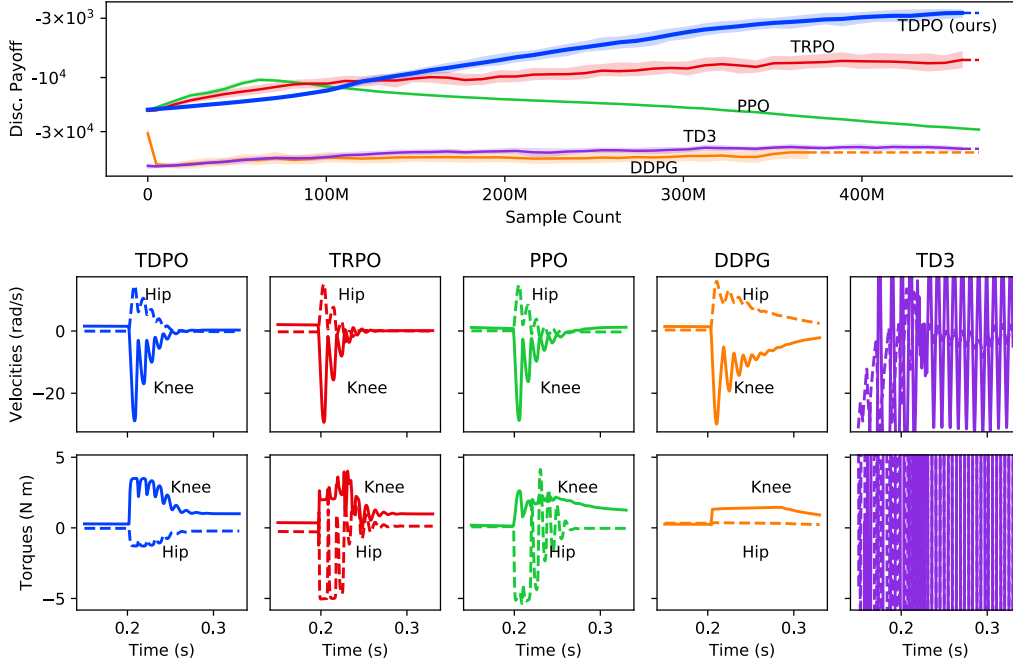 Disc. Payoff
-3×10³
-10⁴
-3×10⁴
TDPO (ours)
TRPO
PPO
TD3
DDPG
0
100M
200M
300M
400M
Sample Count
TDPO
TRPO
PPO
DDPG
TD3
Velocities (rad/s)
0
−20
Hip
Knee
Hip
Knee
Hip
Knee
Hip
Knee
Torques (N m)
5
0
−5
Knee
Hip
Knee
Hip
Knee
Hip
Knee
Hip
0.2
0.3
0.2
0.3
0.2
0.3
0.2
0.3
0.2
0.3
Time (s)
Time (s)
Time (s)
Time (s)
Time (s)